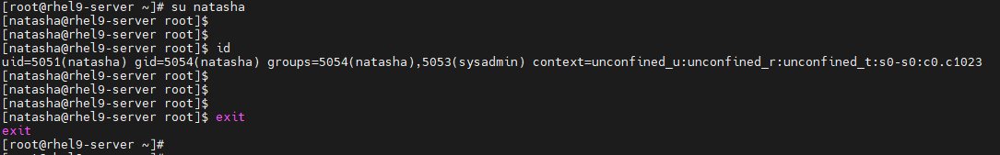 [root@rhel9-server ~]# su natasha
[natasha@rhel9-server root]$
[natasha@rhel9-server root]$
[natasha@rhel9-server root]$ id
uid=5051(natasha) gid=5054(natasha) groups=5054(natasha),5053(sysadmin) context=unconfined_u:unconfined_r:unconfined_t:s0-s0:c0.c1023
[natasha@rhel9-server root]$
[natasha@rhel9-server root]$
[natasha@rhel9-server root]$
[natasha@rhel9-server root]$ exit
exit
[root@rhel9-server ~]#